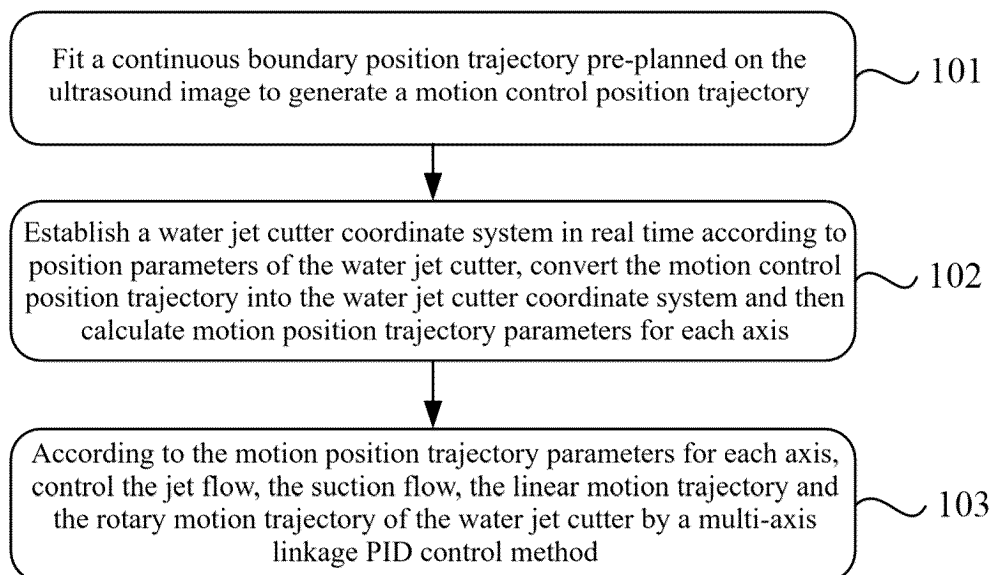 Fit a continuous boundary position trajectory pre-planned on the
ultrasound image to generate a motion control position trajectory
101
Establish a water jet cutter coordinate system in real time according to
position parameters of the water jet cutter, convert the motion control
position trajectory into the water jet cutter coordinate system and then
calculate motion position trajectory parameters for each axis
102
According to the motion position trajectory parameters for each axis,
control the jet flow, the suction flow, the linear motion trajectory and
the rotary motion trajectory of the water jet cutter by a multi-axis
linkage PID control method
103